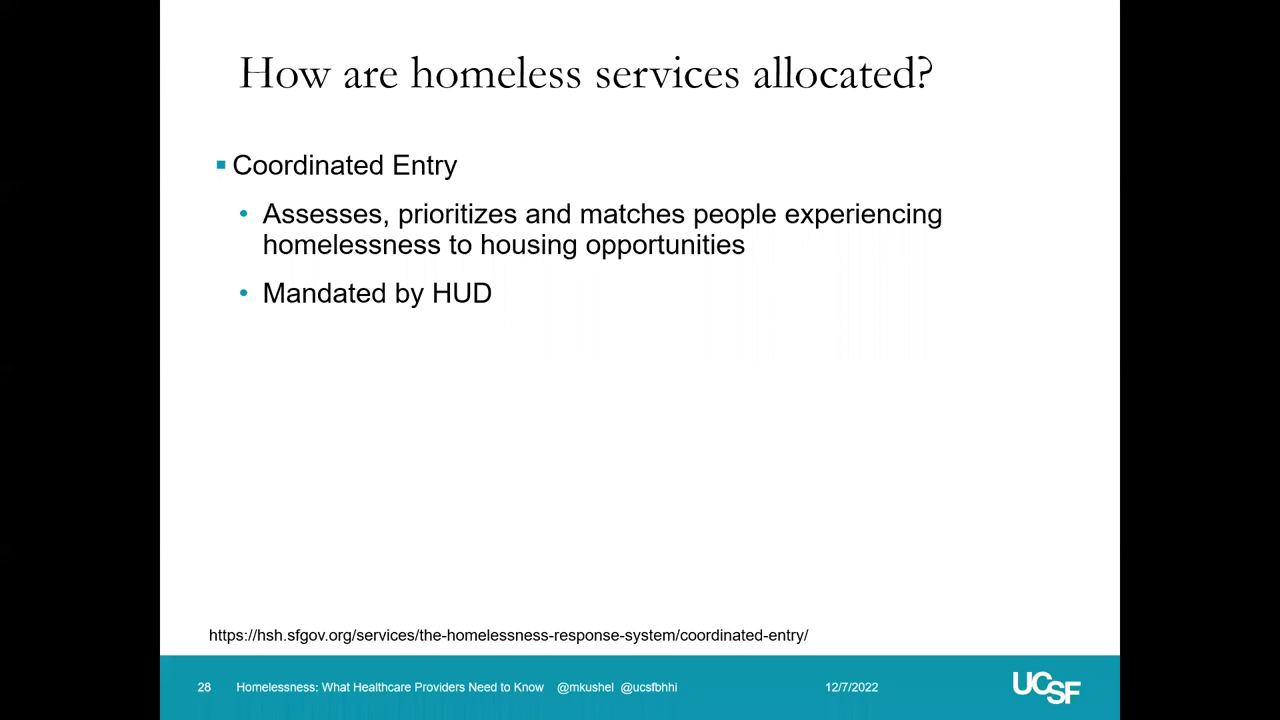 How are homeless services allocated?
▪ Coordinated Entry
• Assesses, prioritizes and matches people experiencing
homelessness to housing opportunities
• Mandated by HUD
https://hsh.sfgov.org/services/the-homelessness-response-system/coordinated-entry/
28 Homelessness: What Healthcare Providers Need to Know @mkushel @ucsfbhhi 12/7/2022 UCSF